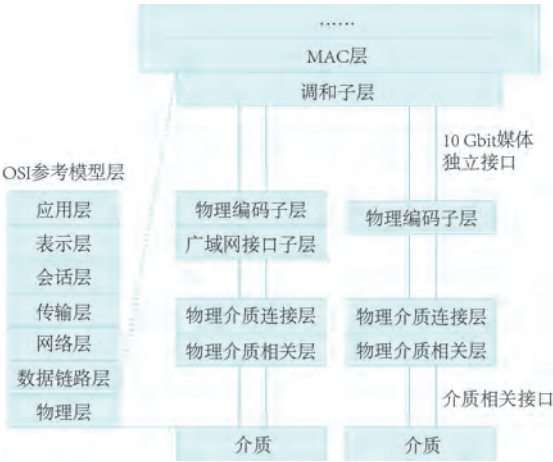 ……
MAC层
调和子层
10 Gbit媒体
独立接口
OSI参考模型层
应用层
表示层
会话层
传输层
网络层
数据链路层
物理层
物理编码子层
广域网接口子层
物理介质连接层
物理介质相关层
介质
物理编码子层
物理介质连接层
物理介质相关层
介质相关接口
介质